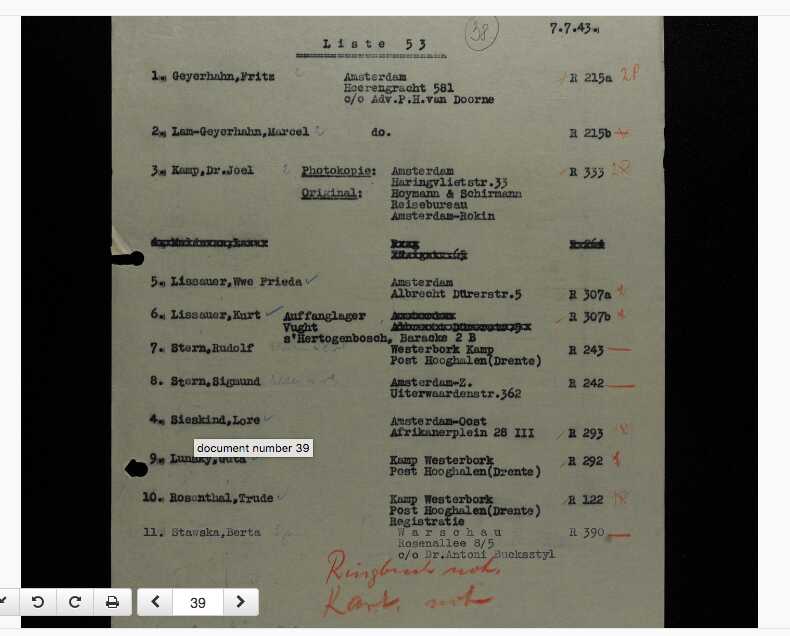 38.
7.7.43.
Liste 53
1. Geyerhahn,Fritz Amsterdam R 215a
Heerengracht 581
c/o Adv.P.H.van Doorne
2. Lam-Geyerhahn,Marcel do. R 215b
3. Kamp,Dr.Joel Photokopie: Amsterdam R 333
Haringvlietstr.33
Original: Hoymann & Schirmann
Reisebureau
Amsterdam-Rokin
5. Lissauer,Wwe Frieda Amsterdam
Albrecht Dürerstr.5 R 307a
6. Lissauer,Kurt Auffanglager R 307b
Vught
s'Hertogenbosch, Baracke 2 B
7. Stern,Rudolf Westerbork Kamp R 243
Post Hooghalen(Drente)
8. Stern,Sigmund Amsterdam-Z. R 242
Uiterwaardenstr.362
4. Sieskind,Lore Amsterdam-Oost
Afrikanerplein 28 III R 293
document number 39
9. Kamp Westerbork R 292
Post Hooghalen(Drente)
10. Rosenthal,Trude Kamp Westerbork R 122
Post Hooghalen(Drente)
Registratie
11. Stawska,Berta Warschau R 390
Rosenallee 8/5
c/o Dr.Antoni Bucksztyl
39